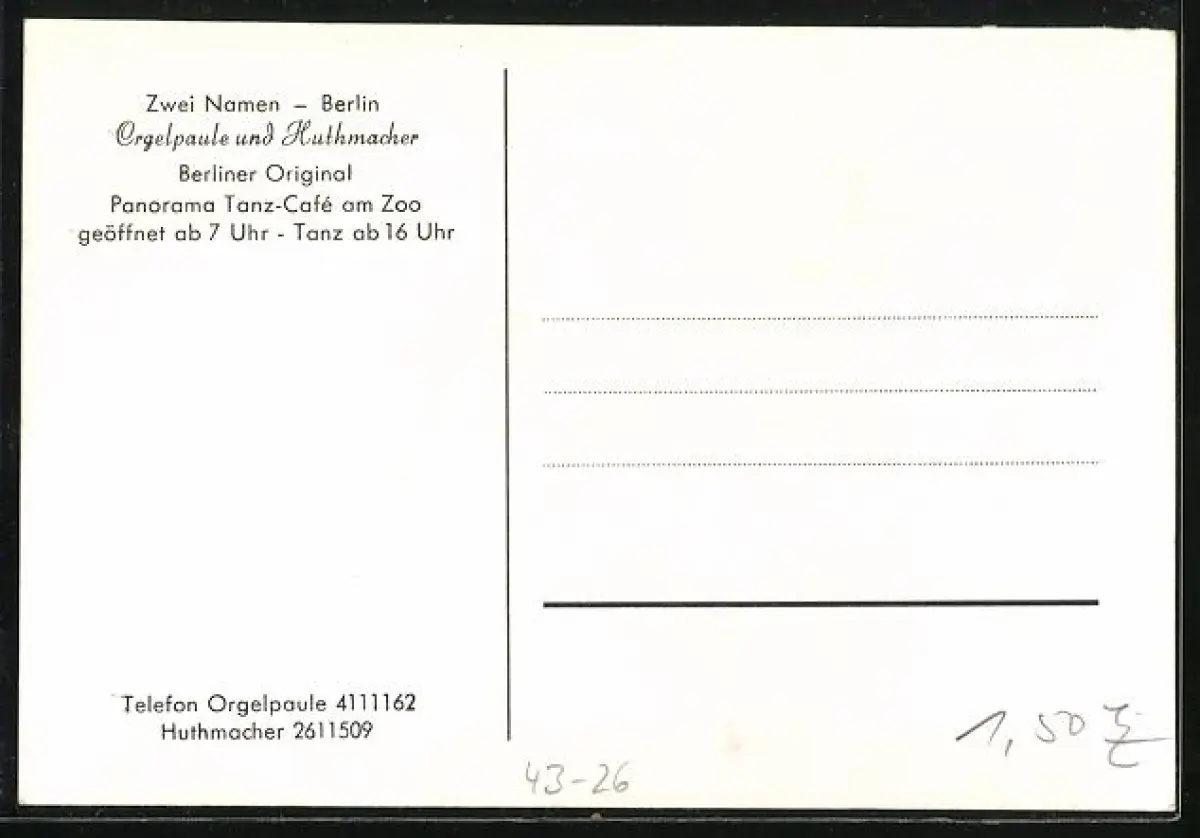 Zwei Namen – Berlin
Orgelpaule und Huthmacher
Berliner Original
Panorama Tanz-Café am Zoo
geöffnet ab 7 Uhr - Tanz ab 16 Uhr
Telefon Orgelpaule 4111162
Huthmacher 2611509
43-26
1,50